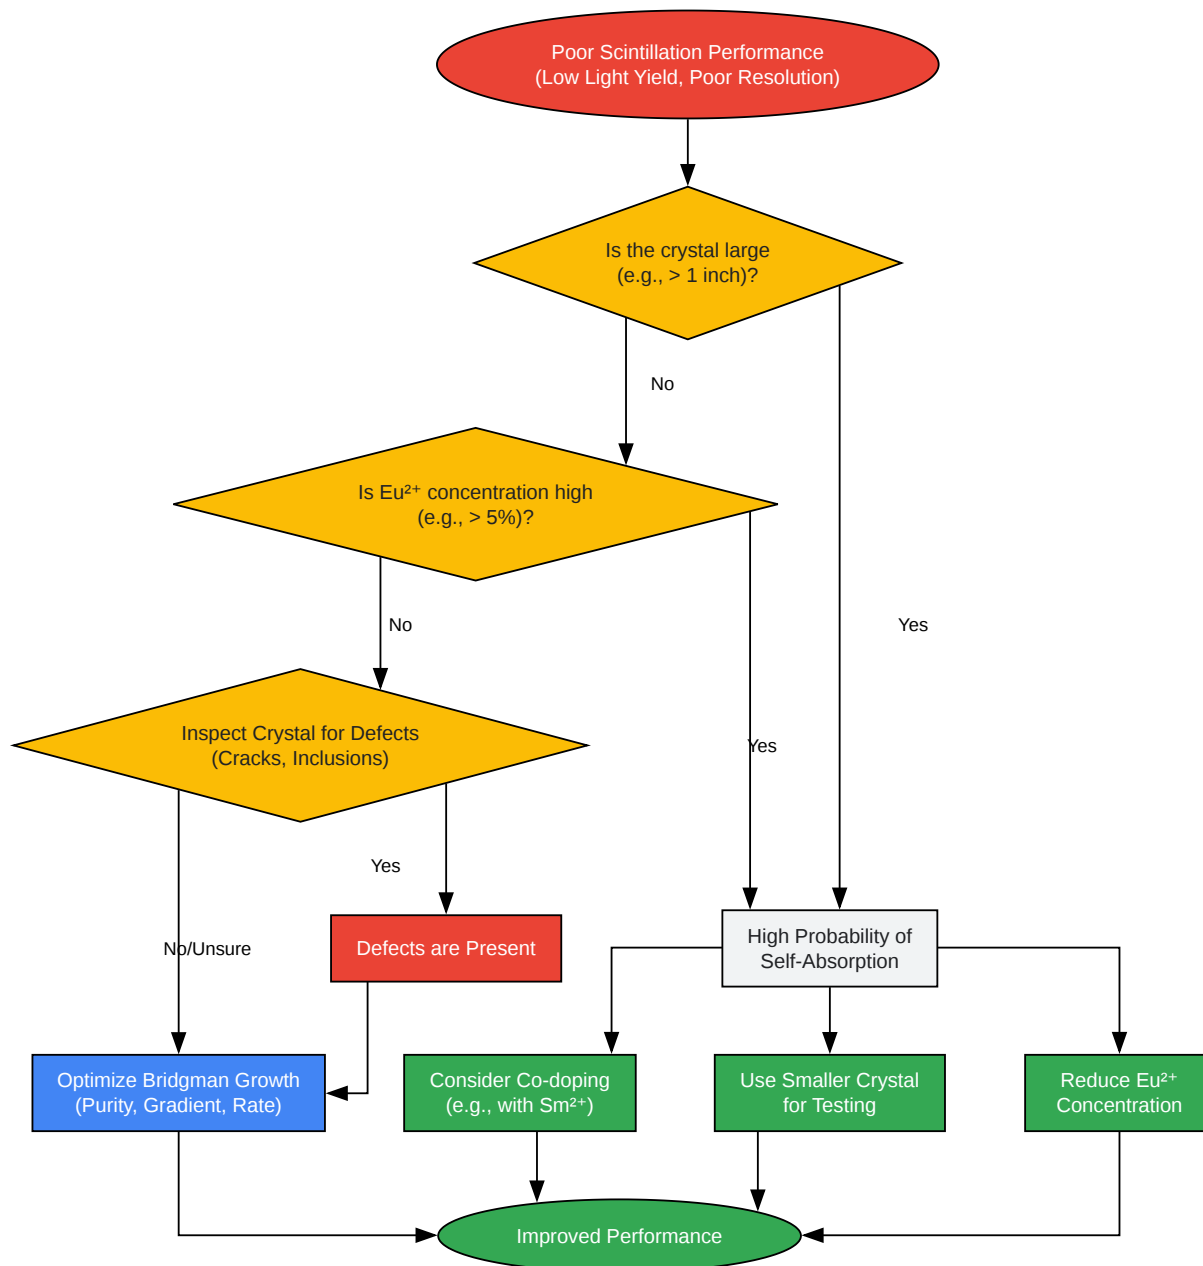 Poor Scintillation Performance
(Low Light Yield, Poor Resolution)
Is the crystal large
(e.g., > 1 inch)?
No
Is Eu²⁺ concentration high
(e.g., > 5%)?
No
Yes
Inspect Crystal for Defects
(Cracks, Inclusions)
Yes
Yes
No/Unsure
Defects are Present
High Probability of
Self-Absorption
Optimize Bridgman Growth
(Purity, Gradient, Rate)
Consider Co-doping
(e.g., with Sm²⁺)
Use Smaller Crystal
for Testing
Reduce Eu²⁺
Concentration
Improved Performance